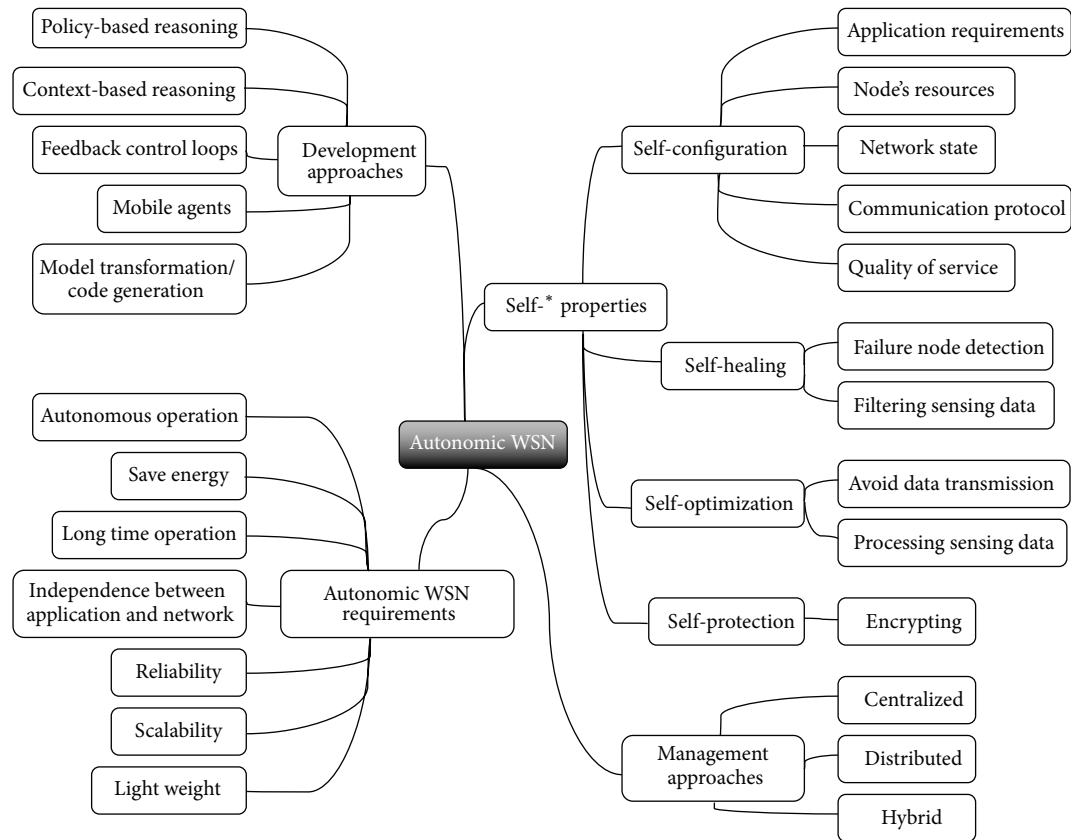 Policy-based reasoning
Context-based reasoning
Feedback control loops
Mobile agents
Model transformation/
code generation
Development
approaches
Application requirements
Node's resources
Network state
Communication protocol
Quality of service
Self-configuration
Self-* properties
Self-healing
Failure node detection
Filtering sensing data
Autonomic WSN
Self-optimization
Avoid data transmission
Processing sensing data
Self-protection
Encrypting
Autonomous operation
Save energy
Long time operation
Independence between
application and network
Reliability
Scalability
Light weight
Autonomic WSN
requirements
Management
approaches
Centralized
Distributed
Hybrid